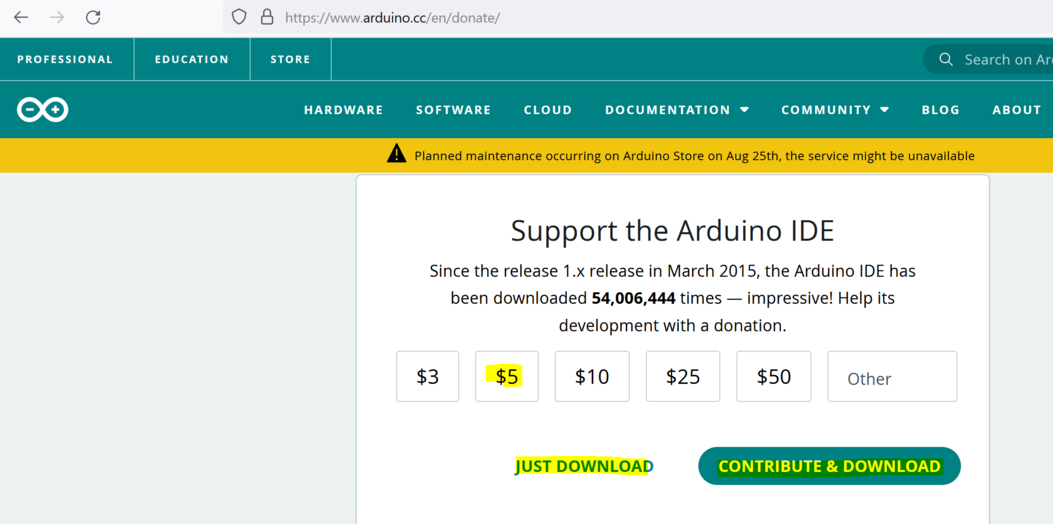 https://www.arduino.cc/en/donate/
PROFESSIONAL EDUCATION STORE
Search on
HARDWARE SOFTWARE CLOUD DOCUMENTATION COMMUNITY BLOG ABOUT
Planned maintenance occurring on Arduino Store on Aug 25th, the service might be unavailable
Support the Arduino IDE
Since the release 1.x release in March 2015, the Arduino IDE has
been downloaded 54,006,444 times — impressive! Help its
development with a donation.
$3 $5 $10 $25 $50 Other
JUST DOWNLOAD CONTRIBUTE & DOWNLOAD